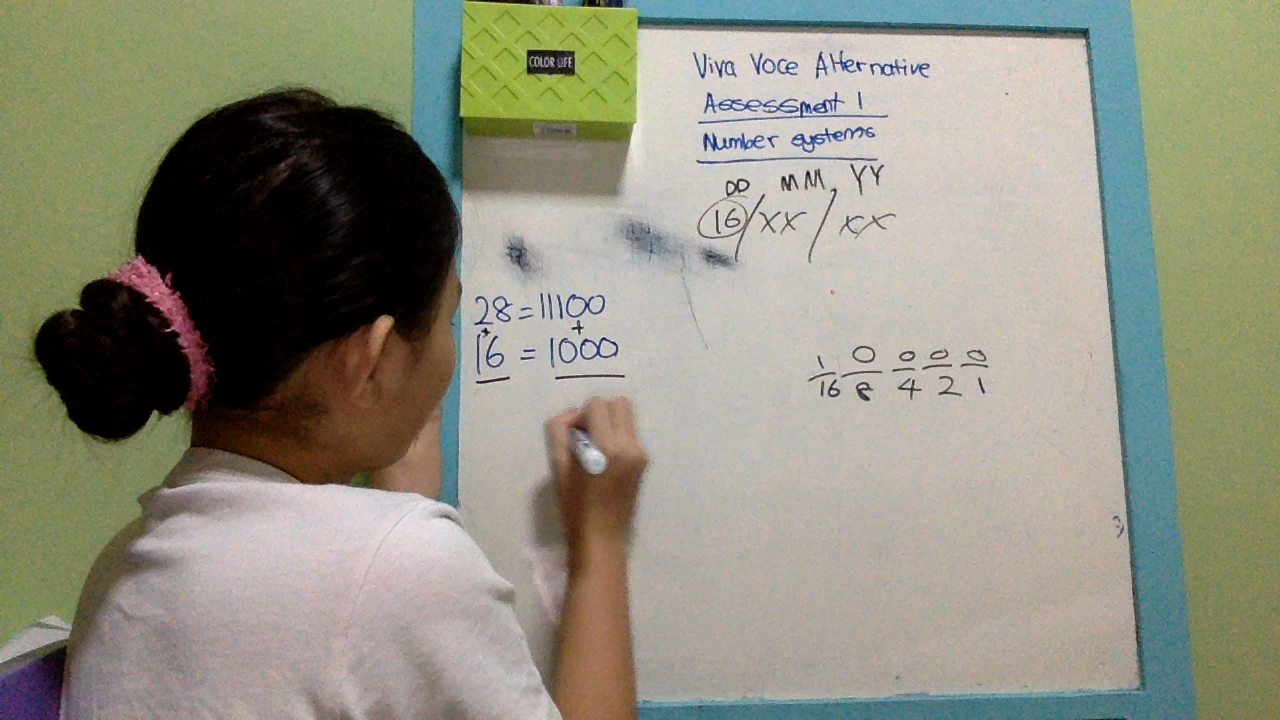 COLOR LIFE
Viva Voce Alternative
Assessment 1
Number systems
DD MM, YY
16/XX/XX
28=11100
+ +
16 = 1000
1 0 0 0 0
16 8 4 2 1